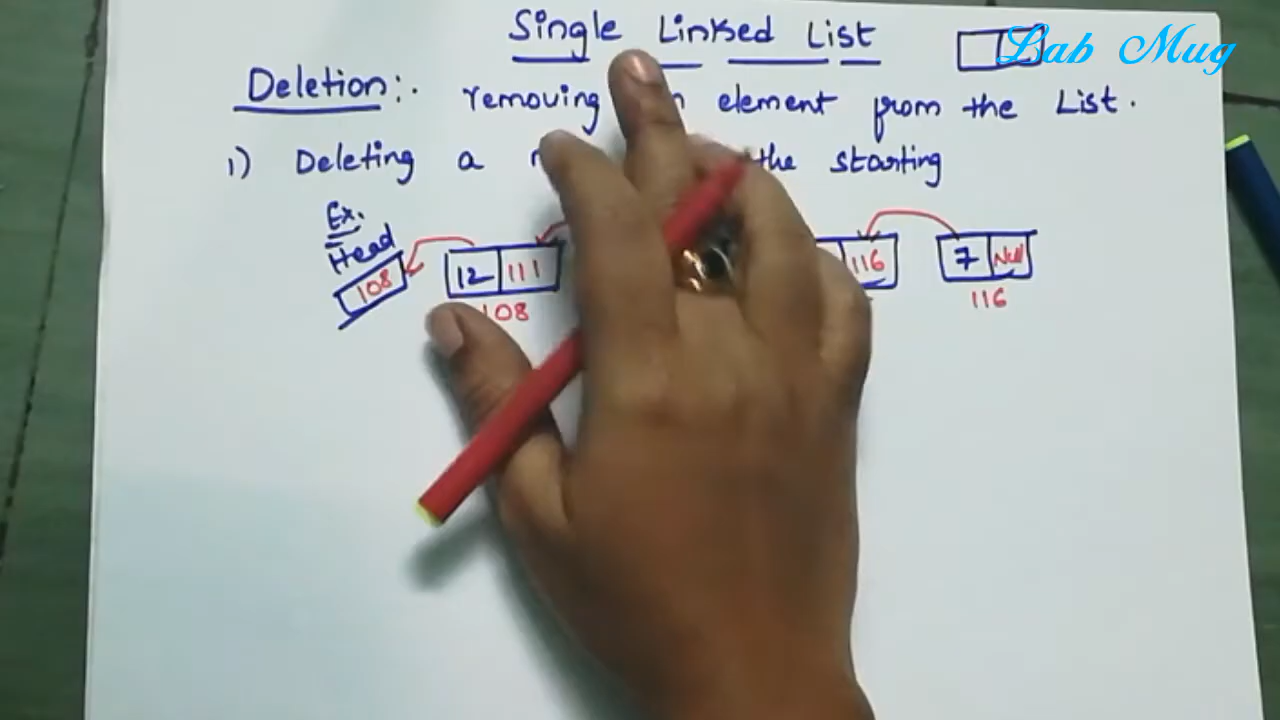 Single Linked List
Lab Mug
Deletion:- removing element from the List.
1) Deleting a the starting
Ex.
Head
108 12 111 116 7 Null
108 116